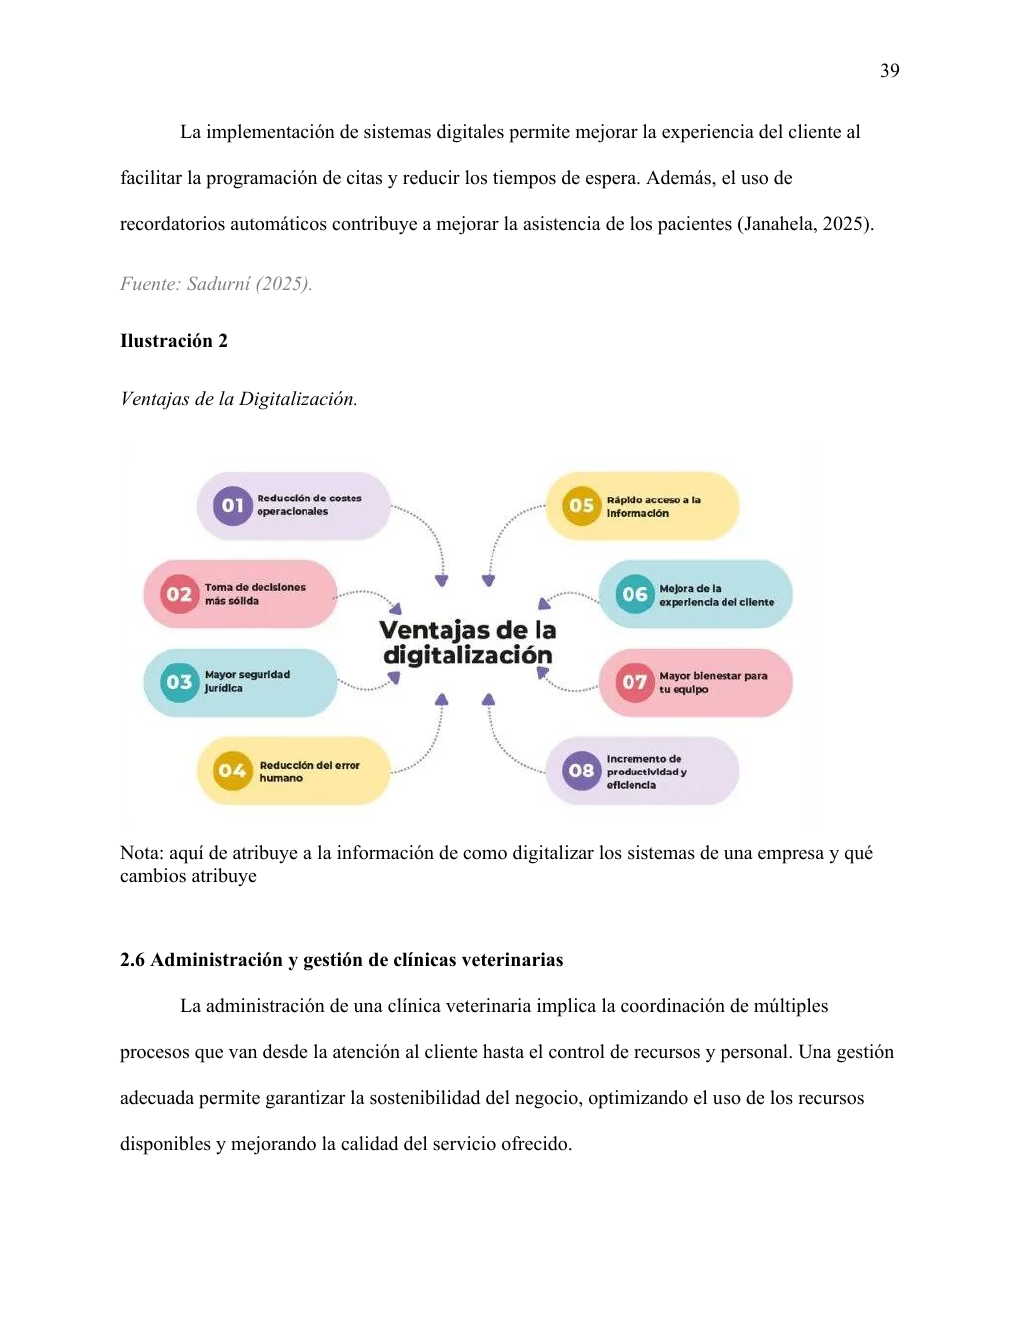 39
La implementación de sistemas digitales permite mejorar la experiencia del cliente al
facilitar la programación de citas y reducir los tiempos de espera. Además, el uso de
recordatorios automáticos contribuye a mejorar la asistencia de los pacientes (Janahela, 2025).
Fuente: Sadurní (2025).
Ilustración 2
Ventajas de la Digitalización.
01 Reducción de costes
operacionales
02 Toma de decisiones
más sólida
03 Mayor seguridad
jurídica
04 Reducción del error
humano
Ventajas de la
digitalización
05 Rápido acceso a la
información
06 Mejora de la
experiencia del cliente
07 Mayor bienestar para
tu equipo
08 Incremento de
productividad y
eficiencia
Nota: aquí de atribuye a la información de como digitalizar los sistemas de una empresa y qué
cambios atribuye
2.6 Administración y gestión de clínicas veterinarias
La administración de una clínica veterinaria implica la coordinación de múltiples
procesos que van desde la atención al cliente hasta el control de recursos y personal. Una gestión
adecuada permite garantizar la sostenibilidad del negocio, optimizando el uso de los recursos
disponibles y mejorando la calidad del servicio ofrecido.